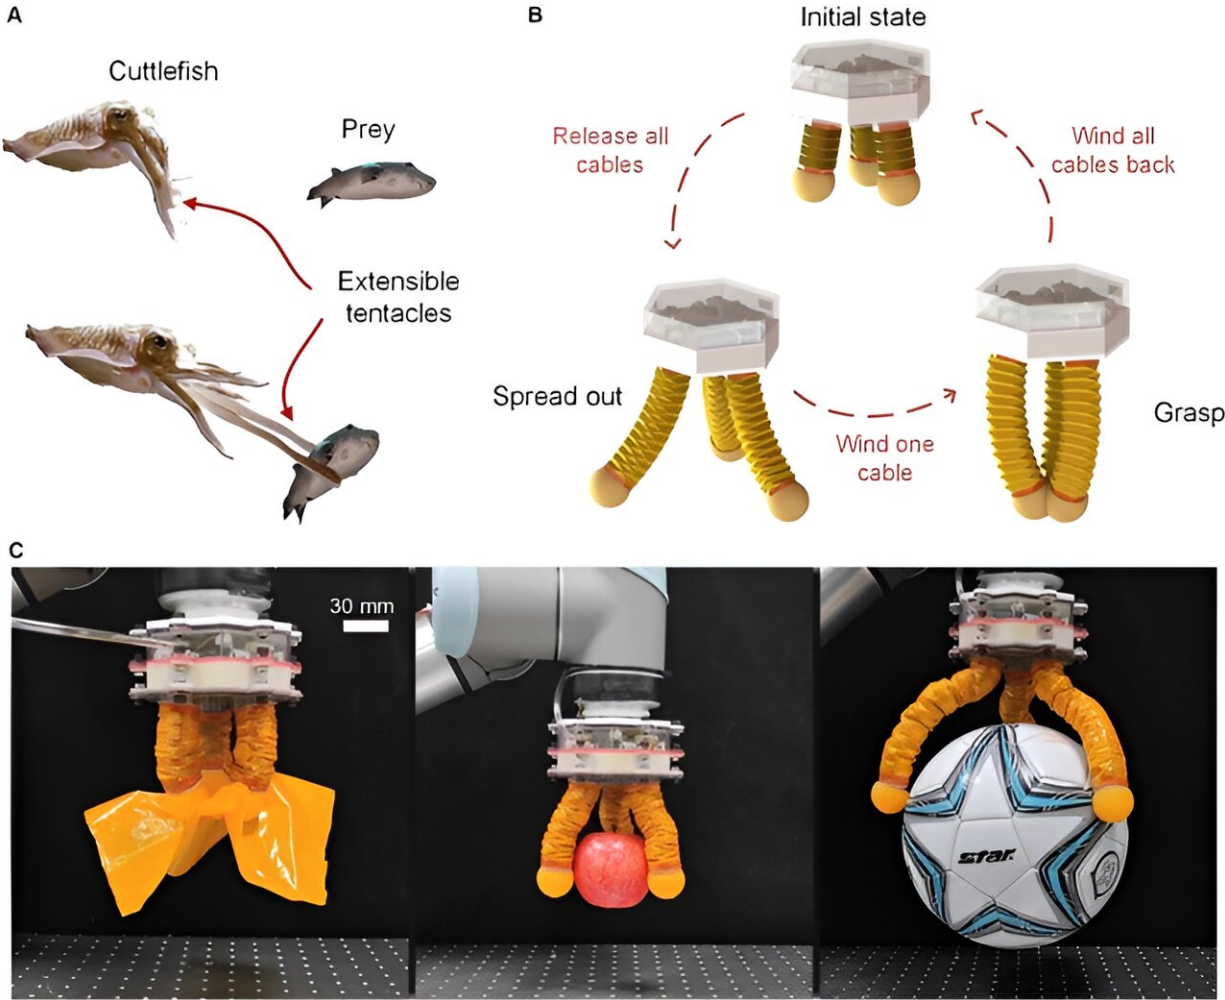 A
Cuttlefish
Prey
Extensible
tentacles
B
Initial state
Release all
cables
Wind all
cables back
Spread out
Wind one
cable
Grasp
C
30 mm
star